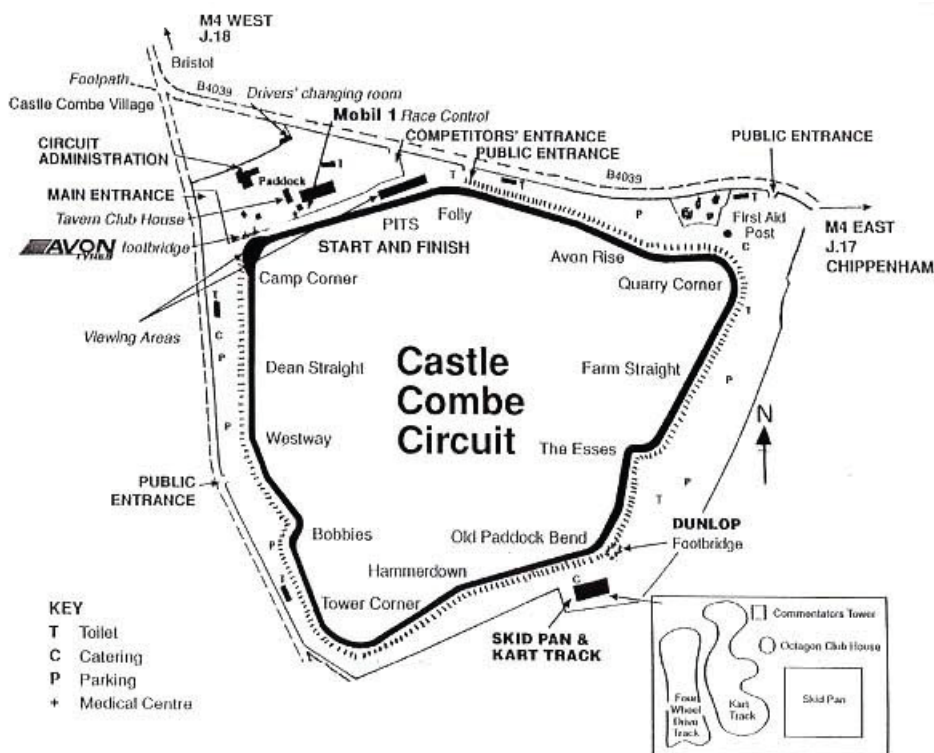 M4 WEST
J.18
Bristol
Footpath
Castle Combe Village
B4039
Drivers' changing room
Mobil 1 Race Control
COMPETITORS' ENTRANCE
PUBLIC ENTRANCE
PUBLIC ENTRANCE
B4039
CIRCUIT
ADMINISTRATION
MAIN ENTRANCE
Paddock
T
T
T
T
Tavern Club House
AVON
TYRES
footbridge
PITS
Folly
START AND FINISH
P
First Aid
Post
C
M4 EAST
J.17
CHIPPENHAM
Avon Rise
Quarry Corner
Camp Corner
T
T
C
P
Viewing Areas
Dean Straight
Castle
Combe
Circuit
Farm Straight
P
N
P
Westway
The Esses
P
T
PUBLIC
ENTRANCE
Bobbies
Old Paddock Bend
DUNLOP
Footbridge
P
Hammerdown
T
Tower Corner
C
SKID PAN &
KART TRACK
KEY
T Toilet
C Catering
P Parking
+ Medical Centre
Commentators Tower
Octagon Club House
Four
Wheel
Drive
Track
Kart
Track
Skid Pan